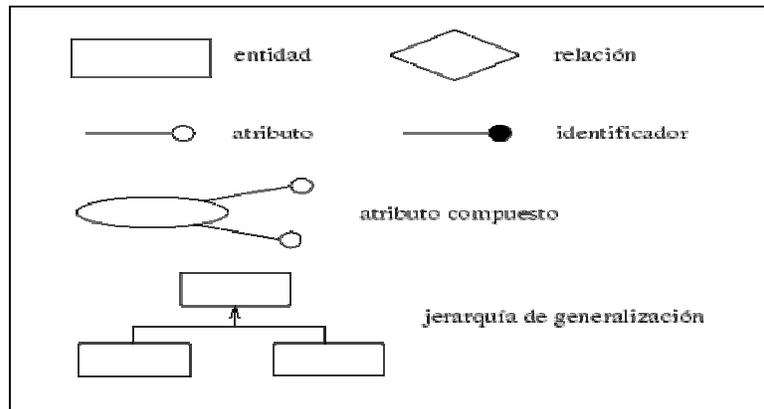 entidad
relación
atributo
identificador
atributo compuesto
jerarquía de generalización